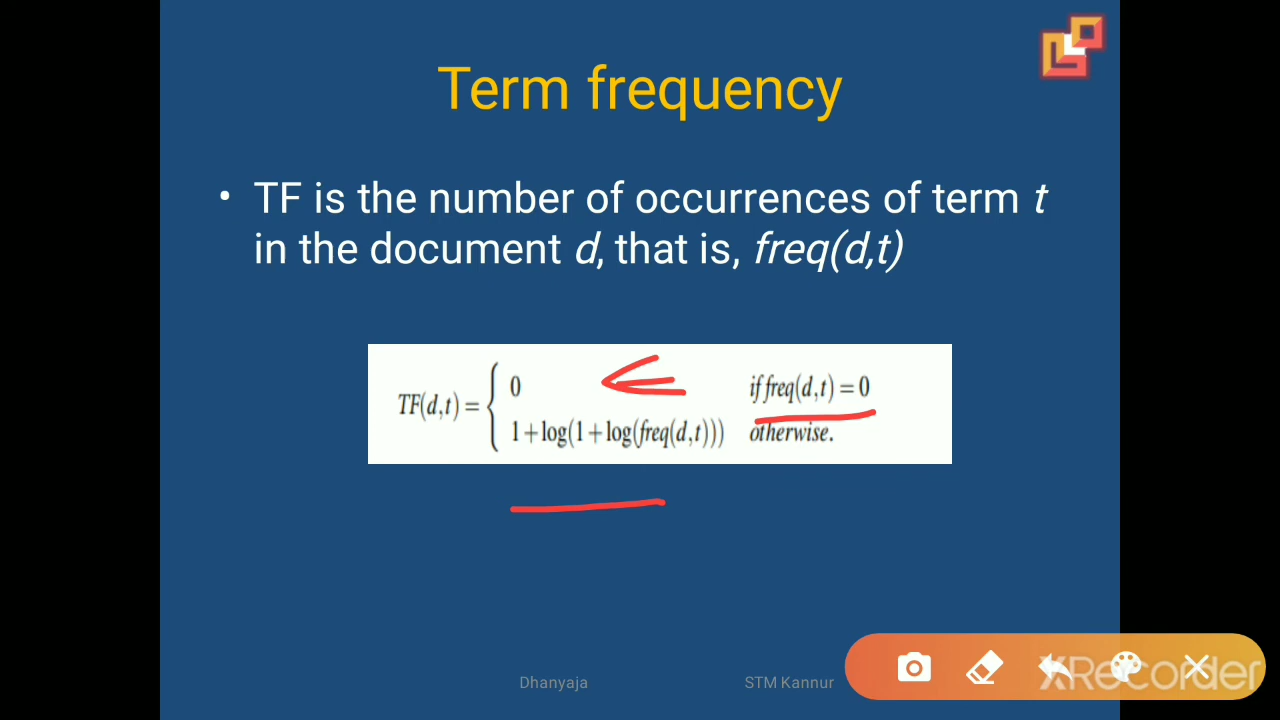 Term frequency
• TF is the number of occurrences of term t
in the document d, that is, freq(d,t)
TF(d,t) = { 0 if freq(d,t) = 0
1+log(1+log(freq(d,t))) otherwise.
Dhanyaja STM Kannur
XRecorder